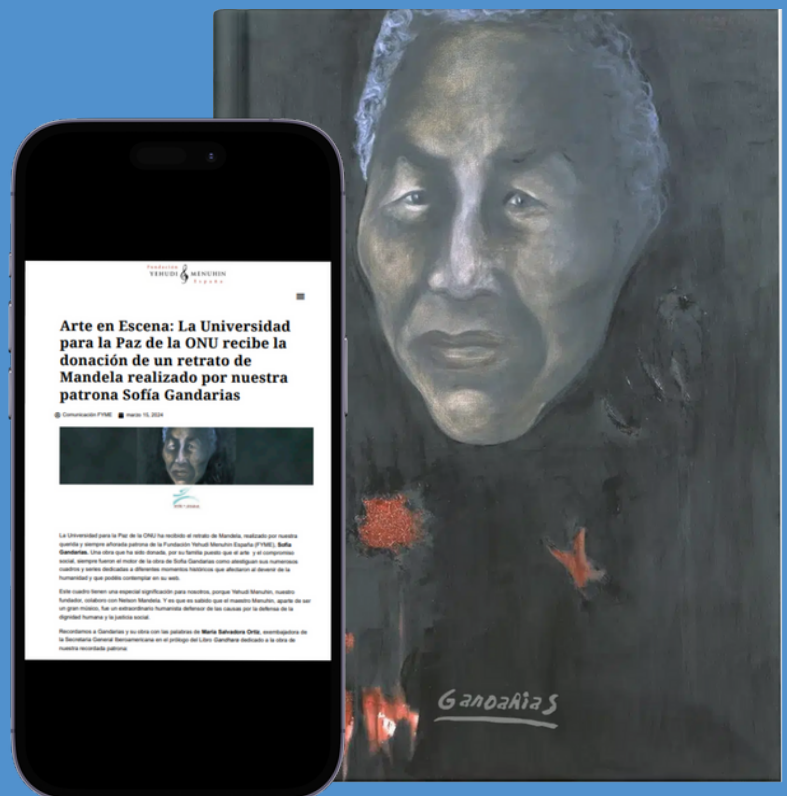 Fundación
YEHUDI MENUHIN
España
Arte en Escena: La Universidad
para la Paz de la ONU recibe la
donación de un retrato de
Mandela realizado por nuestra
patrona Sofía Gandarias
Comunicación FYME marzo 15, 2024
La Universidad para la Paz de la ONU ha recibido el retrato de Mandela, realizado por nuestra
querida y siempre añorada patrona de la Fundación Yehudi Menuhin España (FYME), Sofía
Gandarias. Una obra que ha sido donada, por su familia puesto que el arte y el compromiso
social, siempre fueron el motor de la obra de Sofía Gandarias como atestiguan sus numerosos
cuadros y series dedicadas a diferentes momentos históricos que afectaron al devenir de la
humanidad y que podéis contemplar en su web.
Este cuadro tienen una especial significación para nosotros, porque Yehudi Menuhin, nuestro
fundador, colaboro con Nelson Mandela. Y es que es sabido que el maestro Menuhin, aparte de ser
un gran músico, fue un extraordinario humanista defensor de las causas por la defensa de la
dignidad humana y la justicia social.
Recordamos a Gandarias y su obra con las palabras de María Salvadora Ortiz, exembajadora de
la Secretaría General Iberoamericana en el prólogo del Libro Gandhara dedicado a la obra de
nuestra recordada patrona:
GANDARiAS